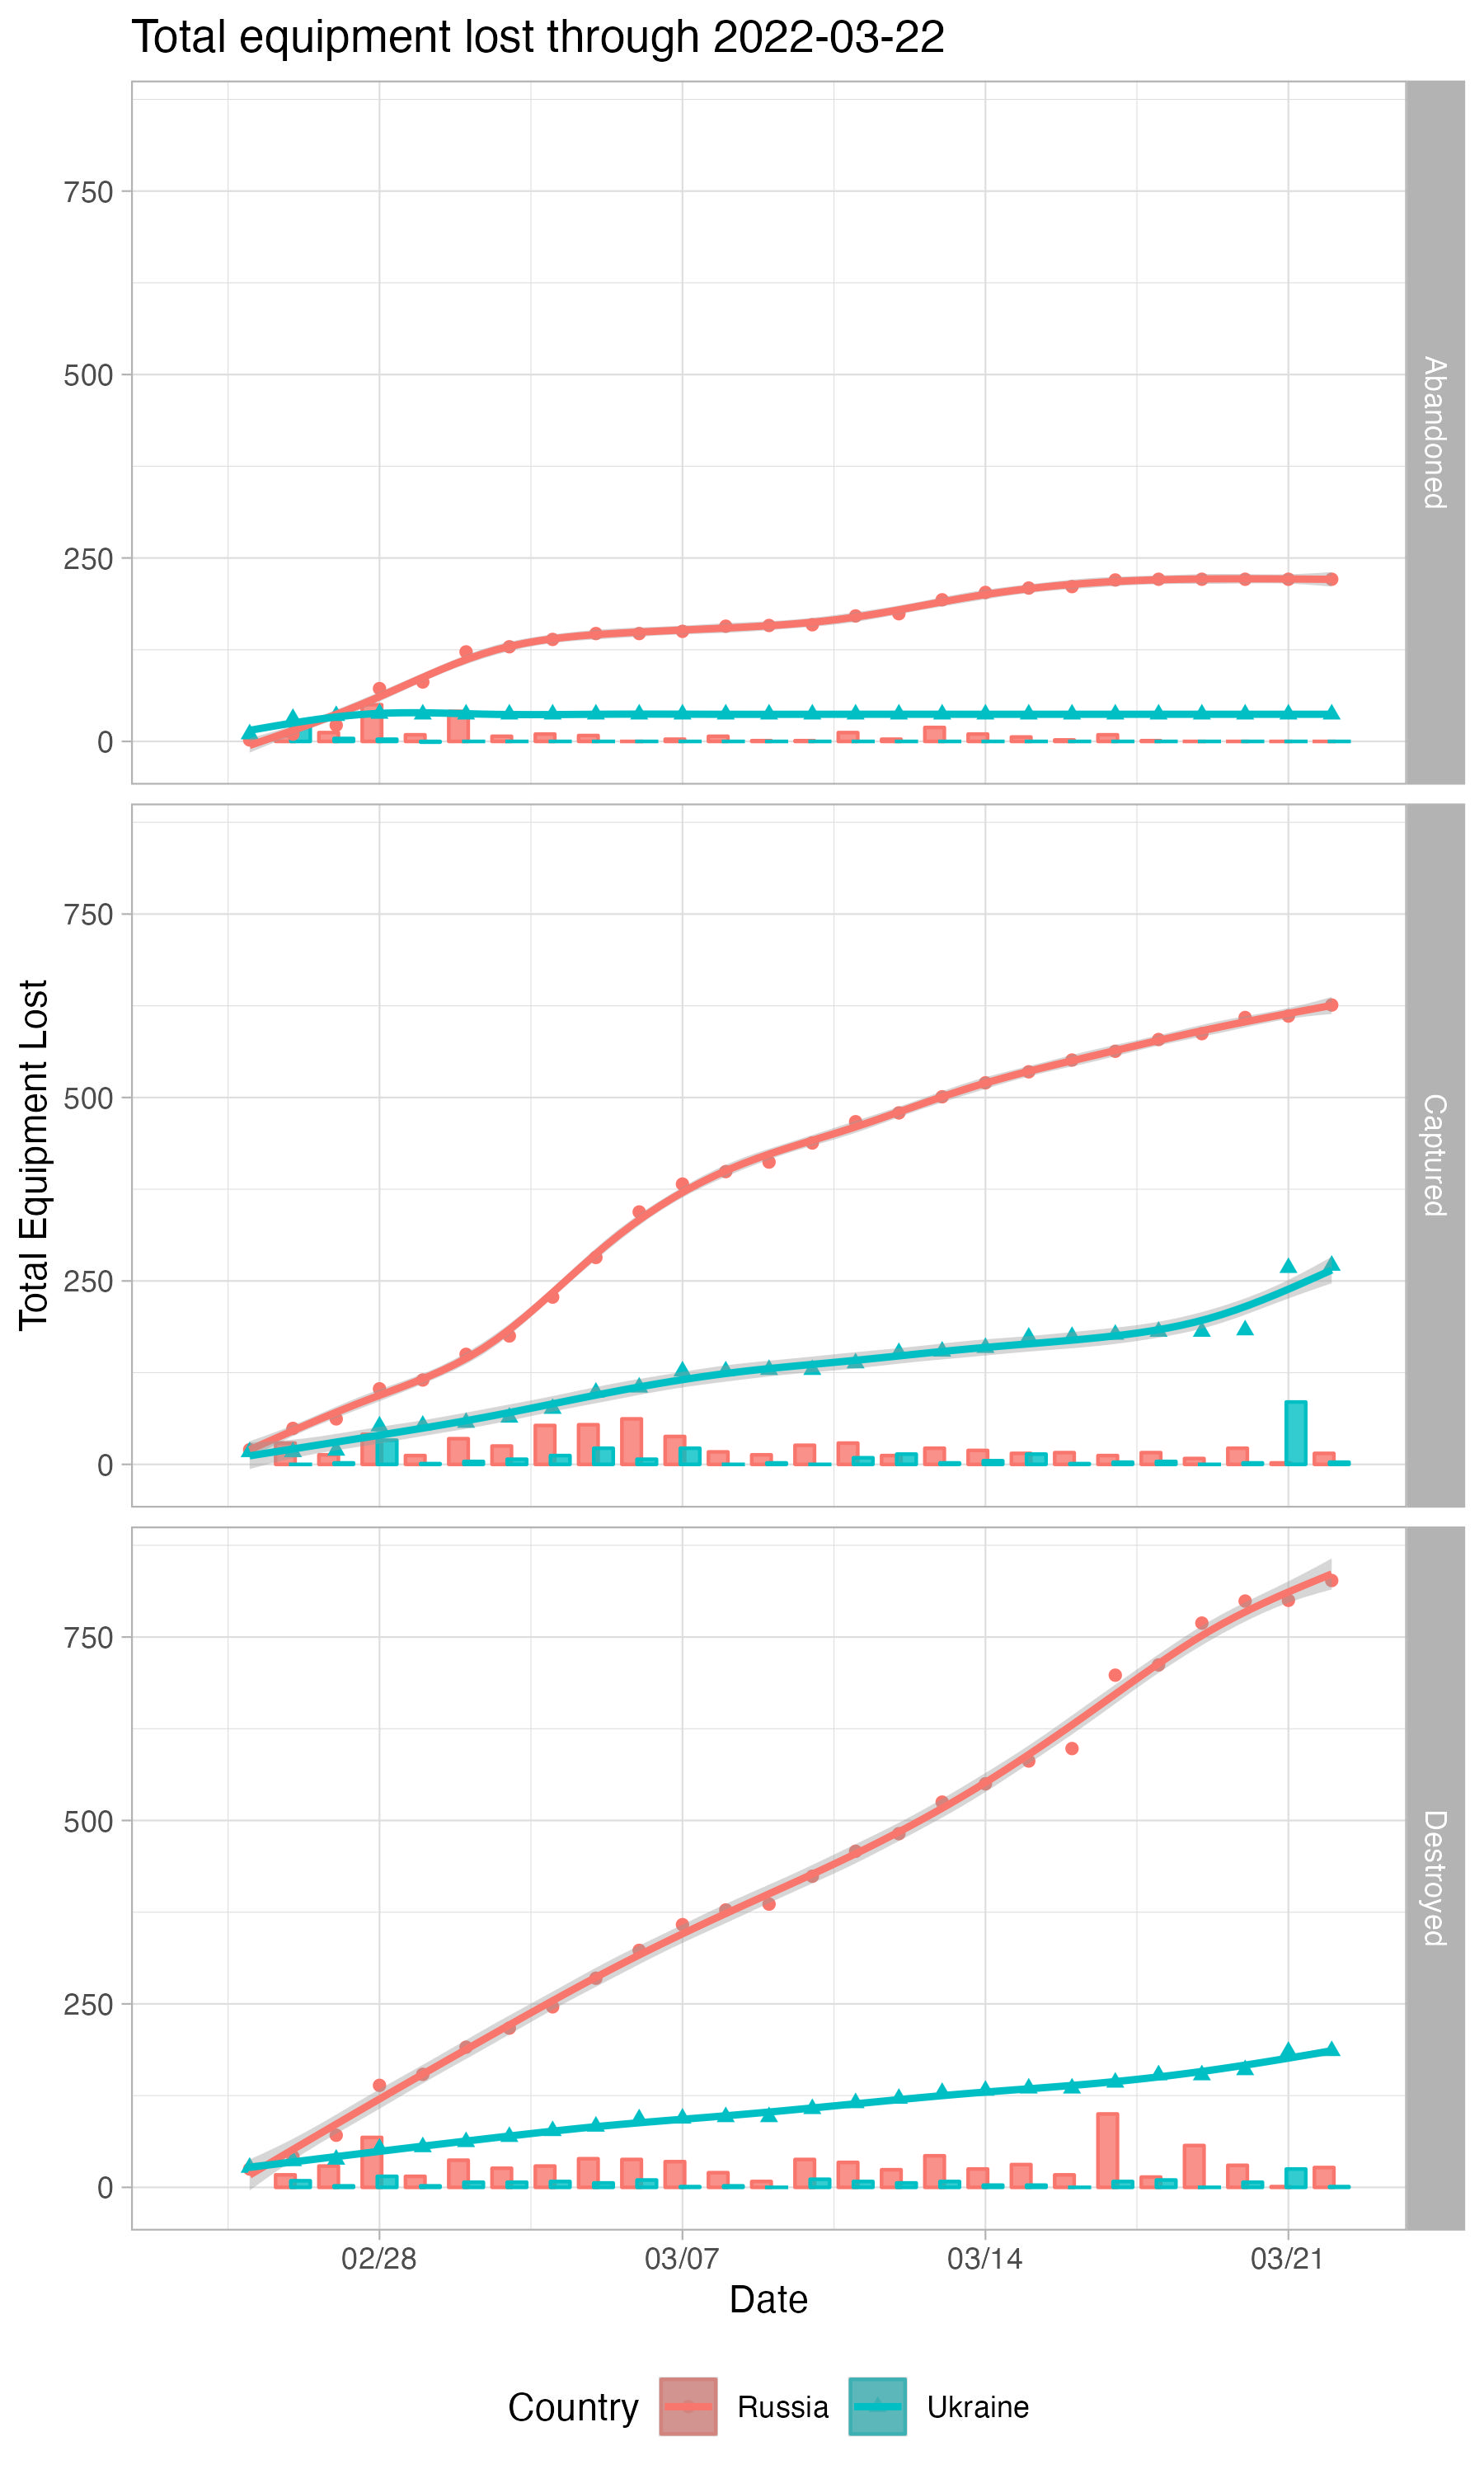 Total equipment lost through 2022-03-22
750
500
250
0
Abandoned
Total Equipment Lost
750
500
250
0
Captured
750
500
250
0
Destroyed
02/28 03/07 03/14 03/21
Date
Country Russia Ukraine